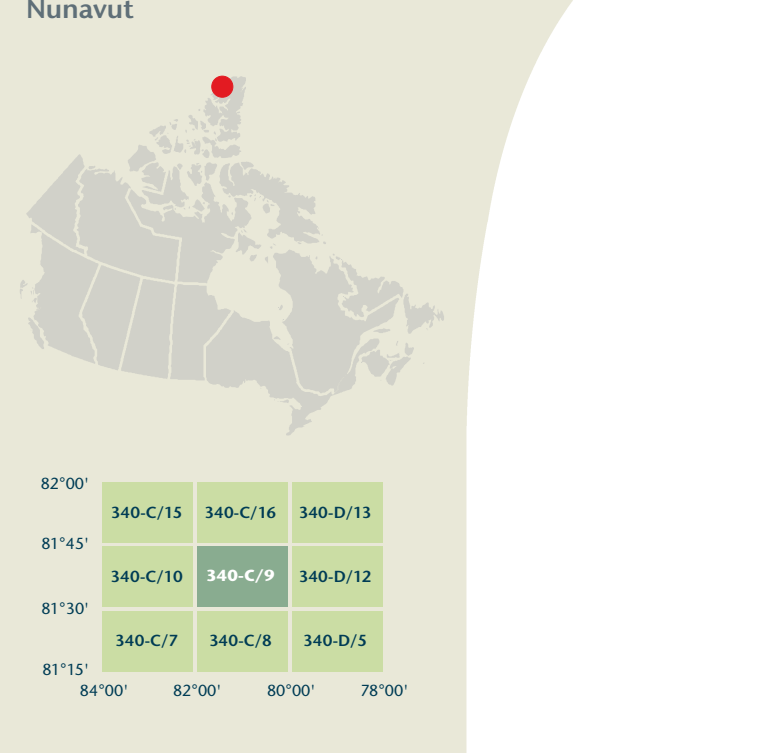 Nunavut
82°00'
340-C/15 340-C/16 340-D/13
81°45'
340-C/10 340-C/9 340-D/12
81°30'
340-C/7 340-C/8 340-D/5
81°15'
84°00' 82°00' 80°00' 78°00'